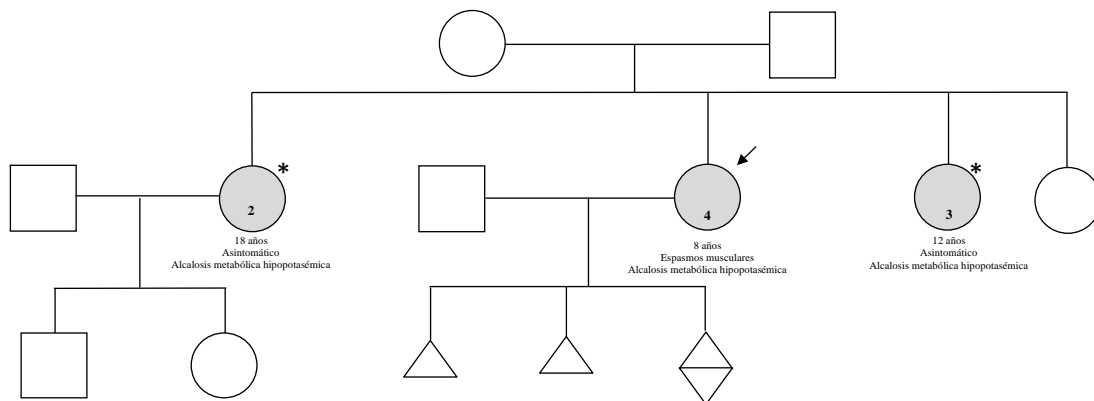 *
2
18 años
Asintomático
Alcalosis metabólica hipopotasémica
4
8 años
Espasmos musculares
Alcalosis metabólica hipopotasémica
*
3
12 años
Asintomático
Alcalosis metabólica hipopotasémica